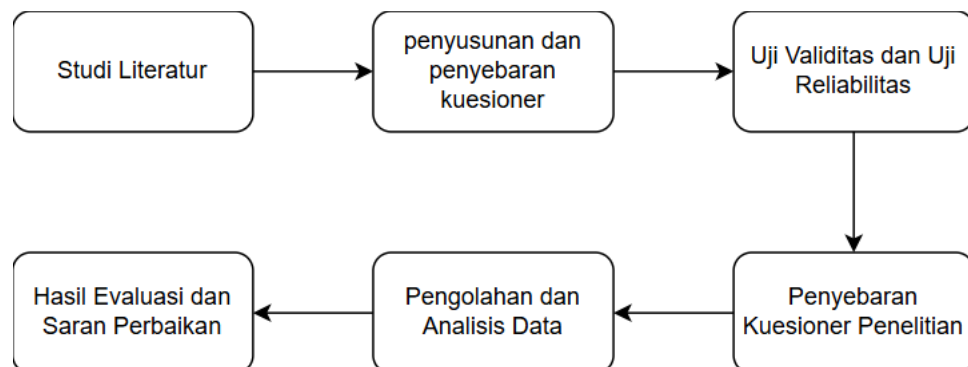 Studi Literatur
penyusunan dan
penyebaran
kuesioner
Uji Validitas dan Uji
Reliabilitas
Penyebaran
Kuesioner Penelitian
Pengolahan dan
Analisis Data
Hasil Evaluasi dan
Saran Perbaikan